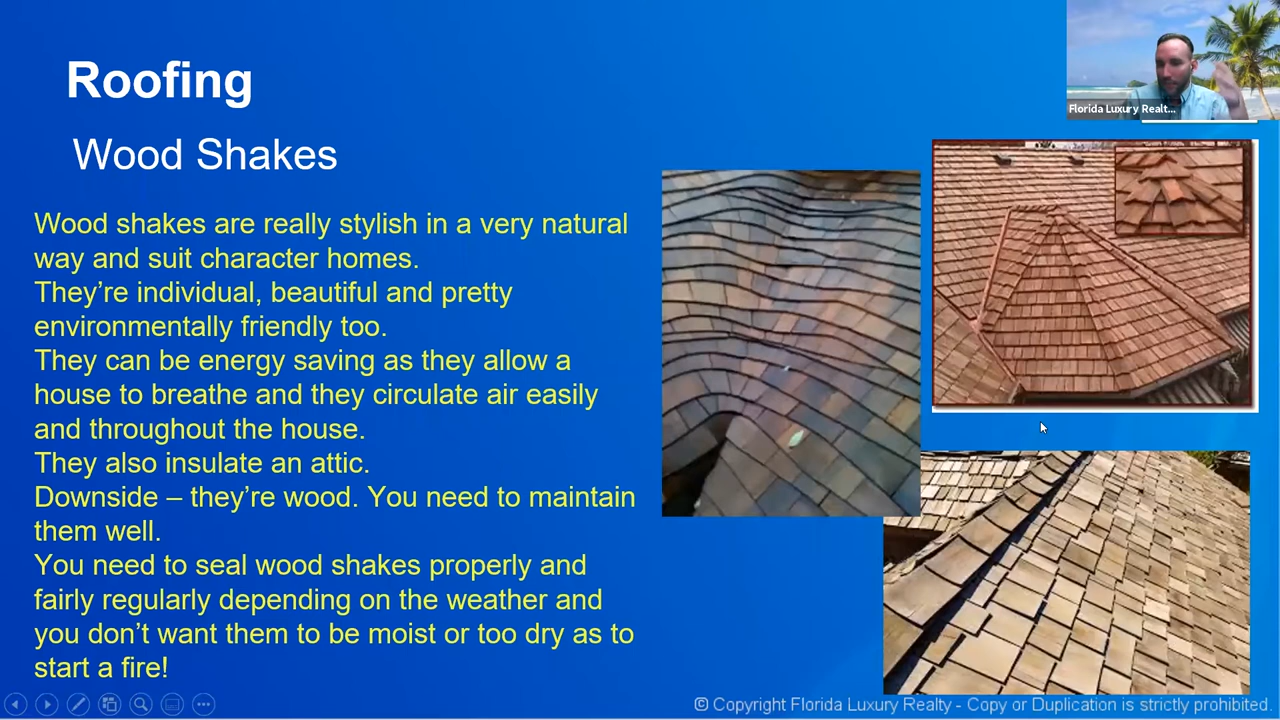 Roofing
Wood Shakes
Florida Luxury Realt...
Wood shakes are really stylish in a very natural
way and suit character homes.
They’re individual, beautiful and pretty
environmentally friendly too.
They can be energy saving as they allow a
house to breathe and they circulate air easily
and throughout the house.
They also insulate an attic.
Downside – they’re wood. You need to maintain
them well.
You need to seal wood shakes properly and
fairly regularly depending on the weather and
you don’t want them to be moist or too dry as to
start a fire!
© Copyright Florida Luxury Realty - Copy or Duplication is strictly prohibited.